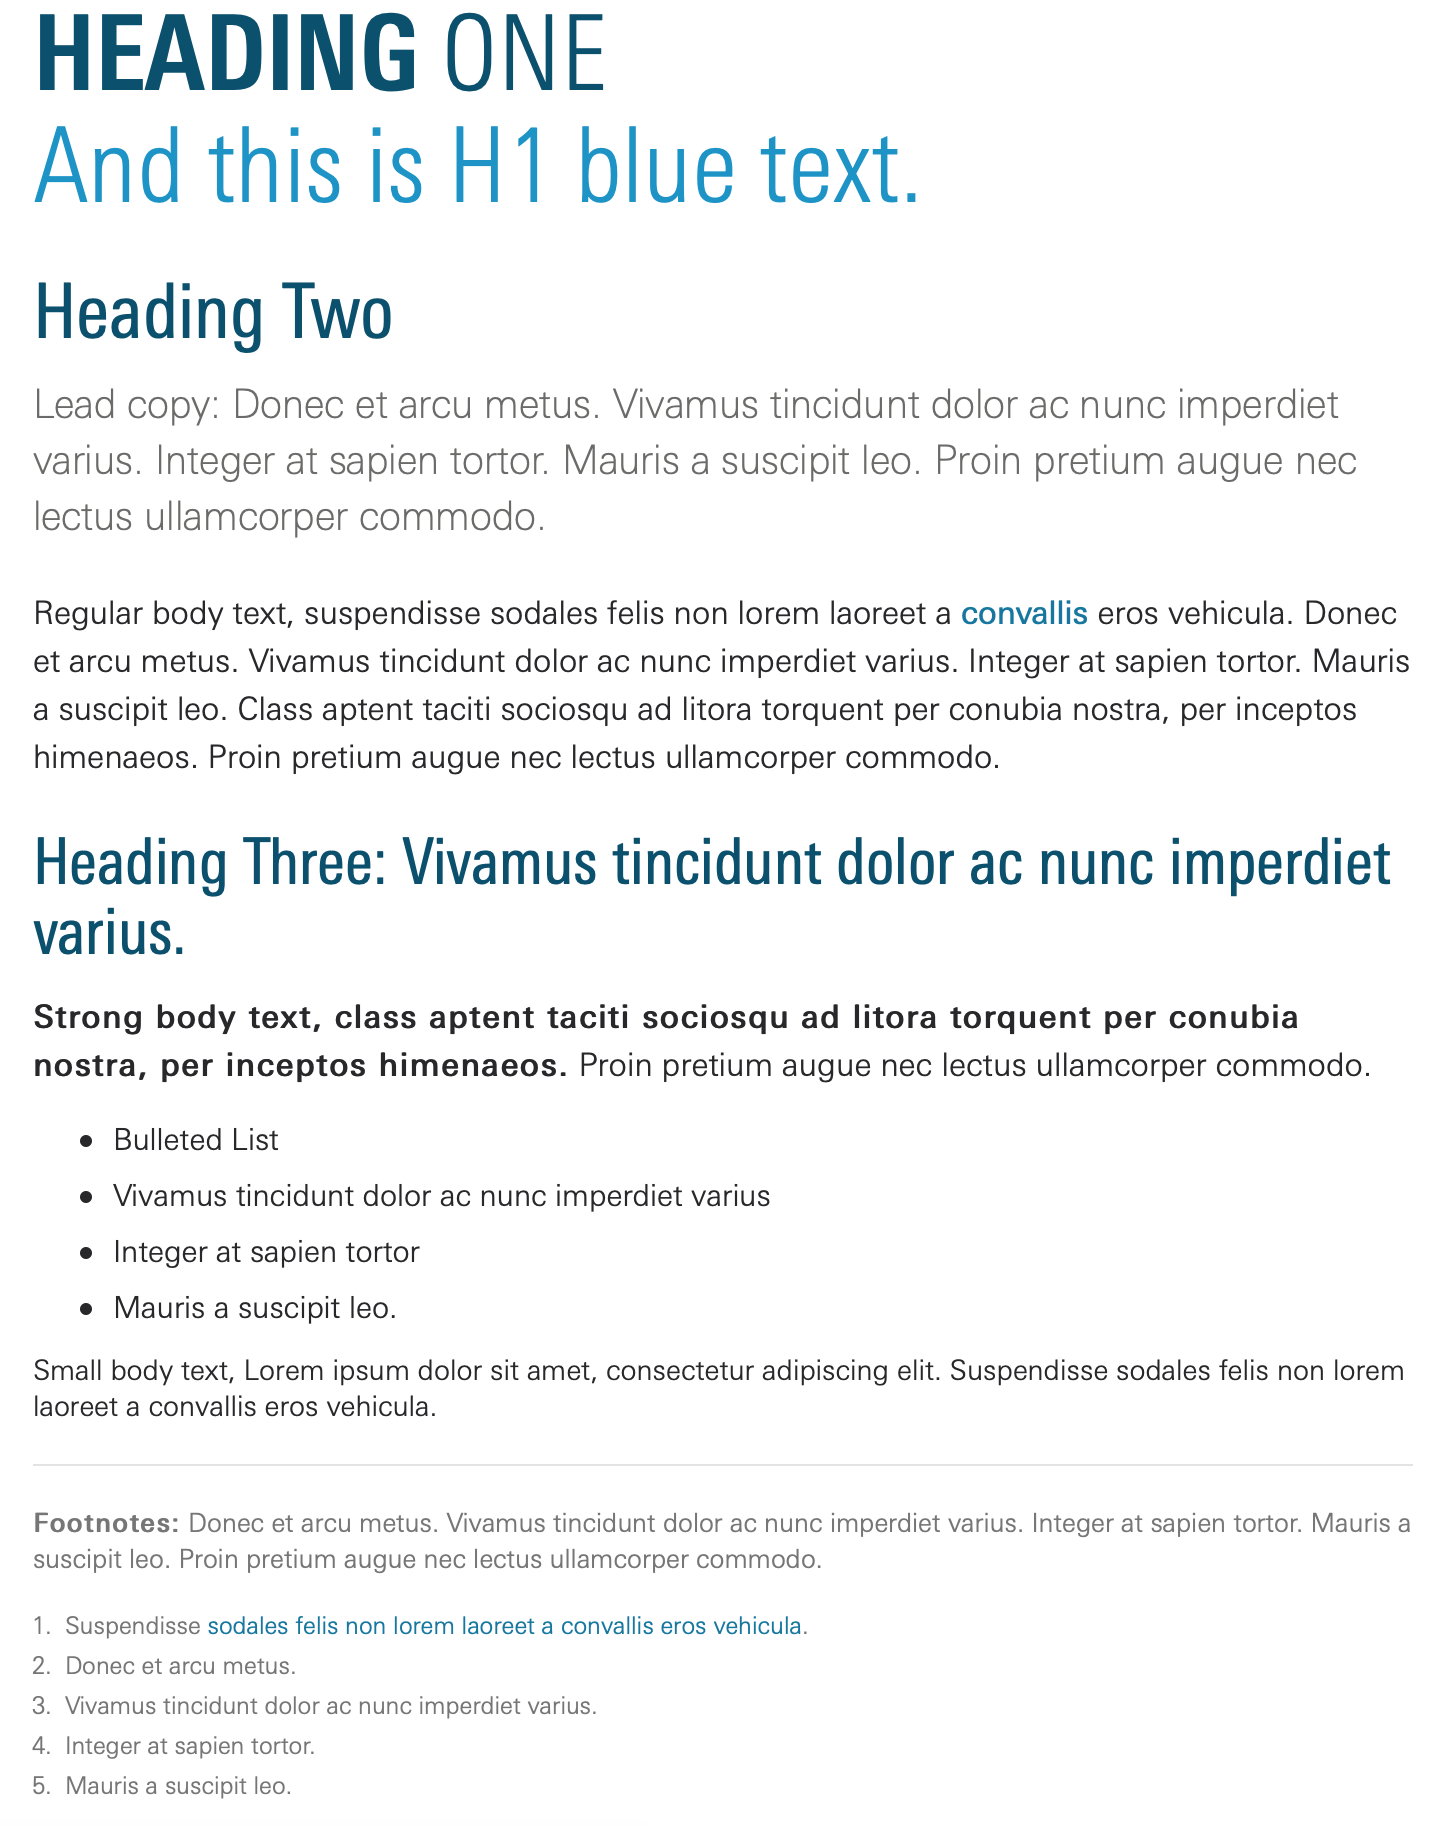 HEADING ONE
And this is H1 blue text.
Heading Two
Lead copy: Donec et arcu metus. Vivamus tincidunt dolor ac nunc imperdiet
varius. Integer at sapien tortor. Mauris a suscipit leo. Proin pretium augue nec
lectus ullamcorper commodo.
Regular body text, suspendisse sodales felis non lorem laoreet a convallis eros vehicula. Donec
et arcu metus. Vivamus tincidunt dolor ac nunc imperdiet varius. Integer at sapien tortor. Mauris
a suscipit leo. Class aptent taciti sociosqu ad litora torquent per conubia nostra, per inceptos
himenaeos. Proin pretium augue nec lectus ullamcorper commodo.
Heading Three: Vivamus tincidunt dolor ac nunc imperdiet
varius.
Strong body text, class aptent taciti sociosqu ad litora torquent per conubia
nostra, per inceptos himenaeos. Proin pretium augue nec lectus ullamcorper commodo.
• Bulleted List
• Vivamus tincidunt dolor ac nunc imperdiet varius
• Integer at sapien tortor
• Mauris a suscipit leo.
Small body text, Lorem ipsum dolor sit amet, consectetur adipiscing elit. Suspendisse sodales felis non lorem
laoreet a convallis eros vehicula.
Footnotes: Donec et arcu metus. Vivamus tincidunt dolor ac nunc imperdiet varius. Integer at sapien tortor. Mauris a
suscipit leo. Proin pretium augue nec lectus ullamcorper commodo.
1. Suspendisse sodales felis non lorem laoreet a convallis eros vehicula.
2. Donec et arcu metus.
3. Vivamus tincidunt dolor ac nunc imperdiet varius.
4. Integer at sapien tortor.
5. Mauris a suscipit leo.